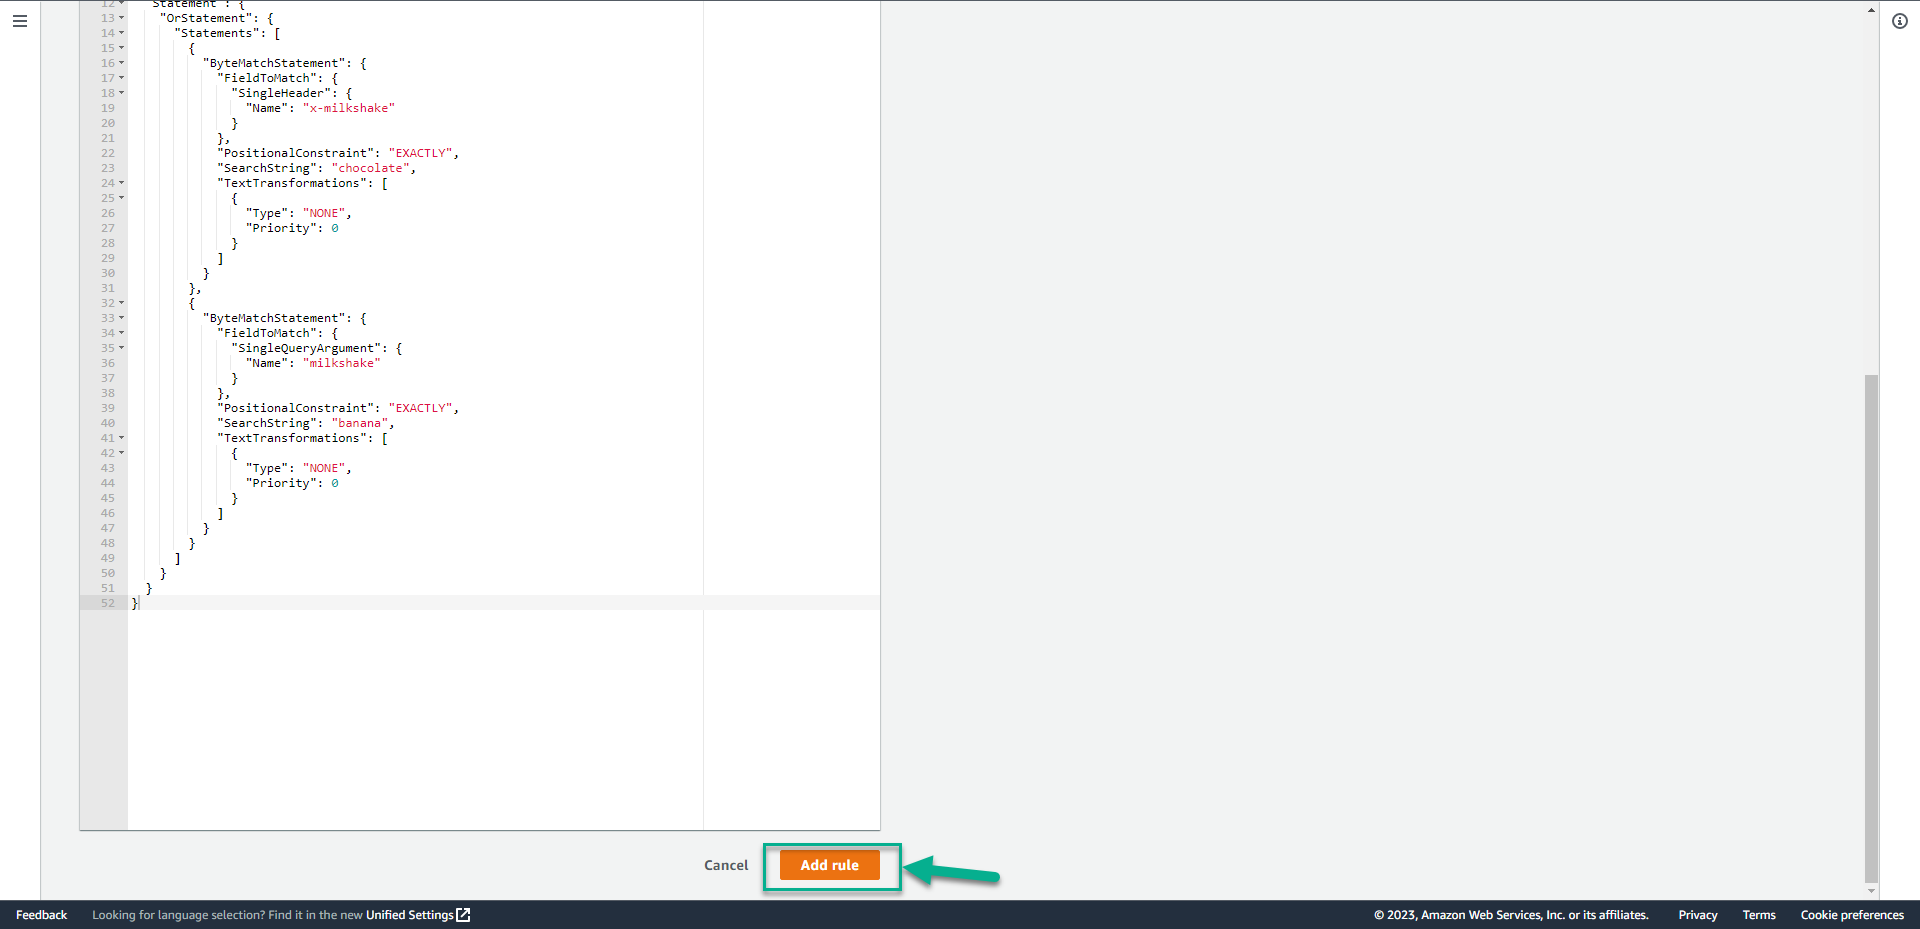 12 "Statement": {
13 "OrStatement": {
14 "Statements": [
15 {
16 "ByteMatchStatement": {
17 "FieldToMatch": {
18 "SingleHeader": {
19 "Name": "x-milkshake"
20 }
21 },
22 "PositionalConstraint": "EXACTLY",
23 "SearchString": "chocolate",
24 "TextTransformations": [
25 {
26 "Type": "NONE",
27 "Priority": 0
28 }
29 ]
30 }
31 },
32 {
33 "ByteMatchStatement": {
34 "FieldToMatch": {
35 "SingleQueryArgument": {
36 "Name": "milkshake"
37 }
38 },
39 "PositionalConstraint": "EXACTLY",
40 "SearchString": "banana",
41 "TextTransformations": [
42 {
43 "Type": "NONE",
44 "Priority": 0
45 }
46 ]
47 }
48 }
49 ]
50 }
51 }
52 }
Cancel Add rule
Feedback Looking for language selection? Find it in the new Unified Settings © 2023, Amazon Web Services, Inc. or its affiliates. Privacy Terms Cookie preferences